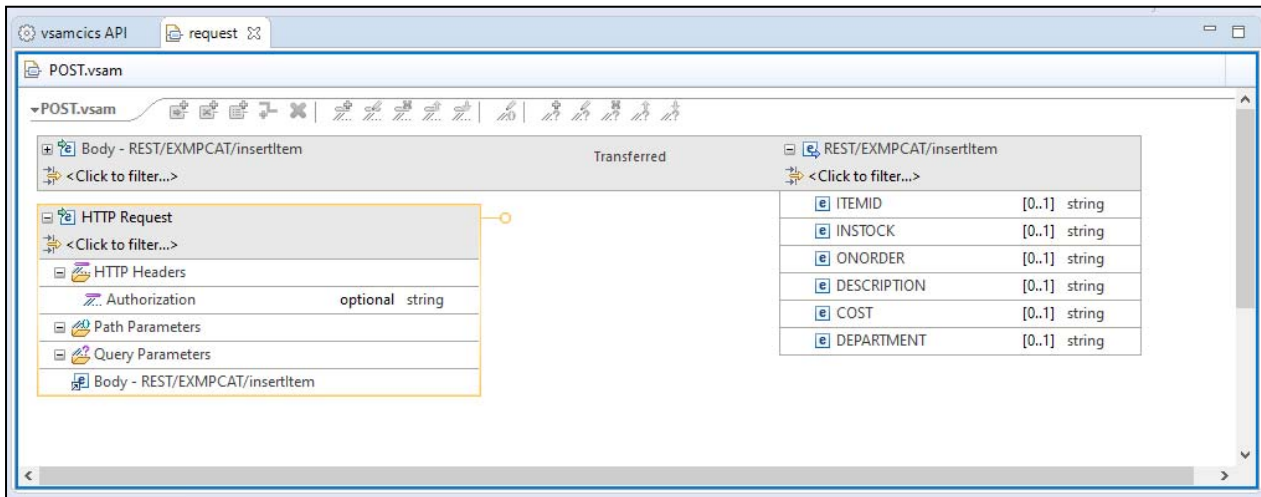 vsamcics API request
POST.vsam
POST.vsam
Body - REST/EXMPCAT/insertItem Transferred REST/EXMPCAT/insertItem
<Click to filter...> <Click to filter...>
ITEMID [0..1] string
HTTP Request INSTOCK [0..1] string
<Click to filter...> ONORDER [0..1] string
HTTP Headers DESCRIPTION [0..1] string
Authorization optional string COST [0..1] string
Path Parameters DEPARTMENT [0..1] string
Query Parameters
Body - REST/EXMPCAT/insertItem